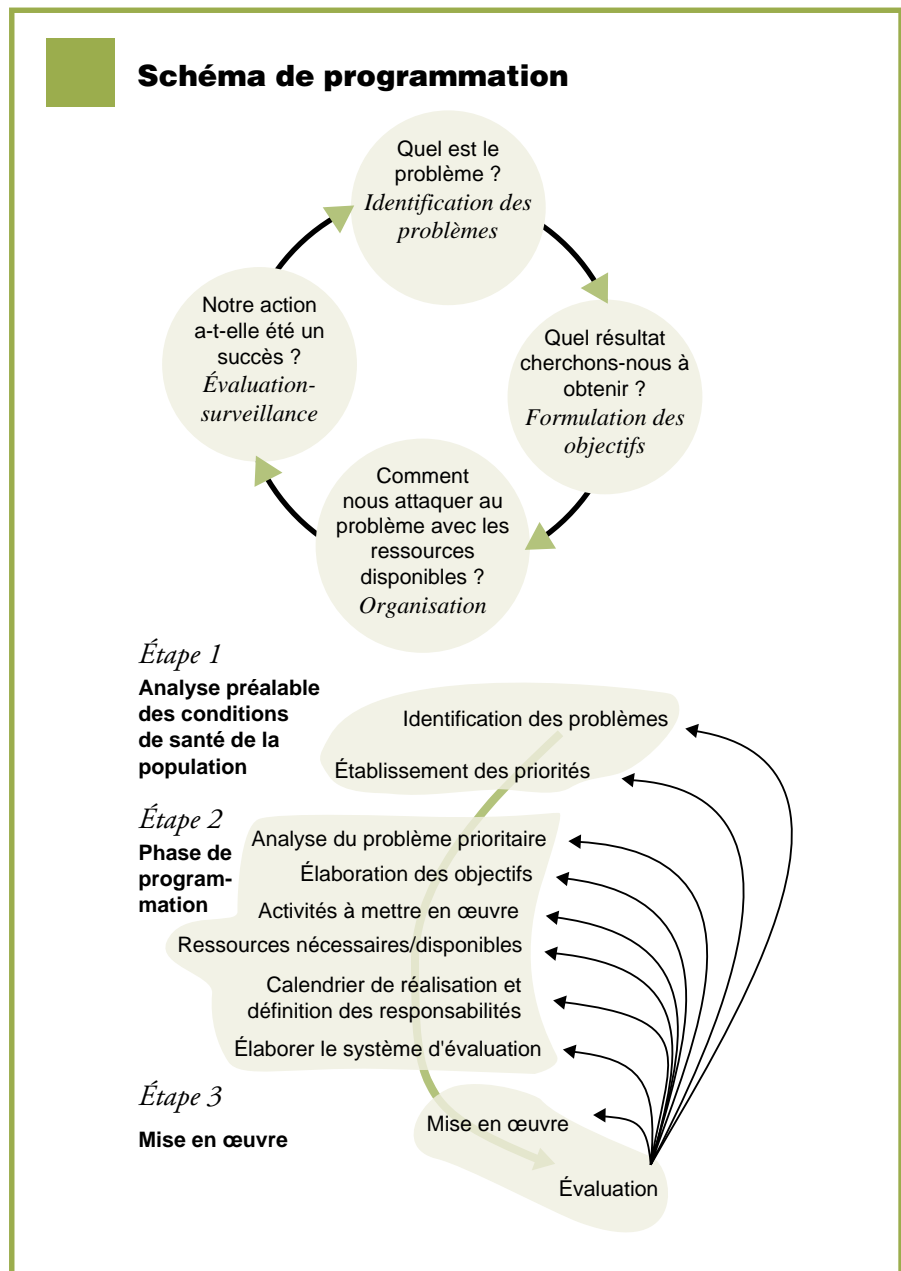 Schéma de programmation
Quel est le
problème ?
Identification des
problèmes
Quel résultat
cherchons-nous à
obtenir ?
Formulation des
objectifs
Comment
nous attaquer au
problème avec les
ressources
disponibles ?
Organisation
Notre action
a-t-elle été un
succès ?
Évaluation-
surveillance
Étape 1
Analyse préalable
des conditions
de santé de la
population
Identification des problèmes
Établissement des priorités
Étape 2
Phase de
program-
mation
Analyse du problème prioritaire
Élaboration des objectifs
Activités à mettre en œuvre
Ressources nécessaires/disponibles
Calendrier de réalisation et
définition des responsabilités
Élaborer le système d'évaluation
Étape 3
Mise en œuvre
Mise en œuvre
Évaluation